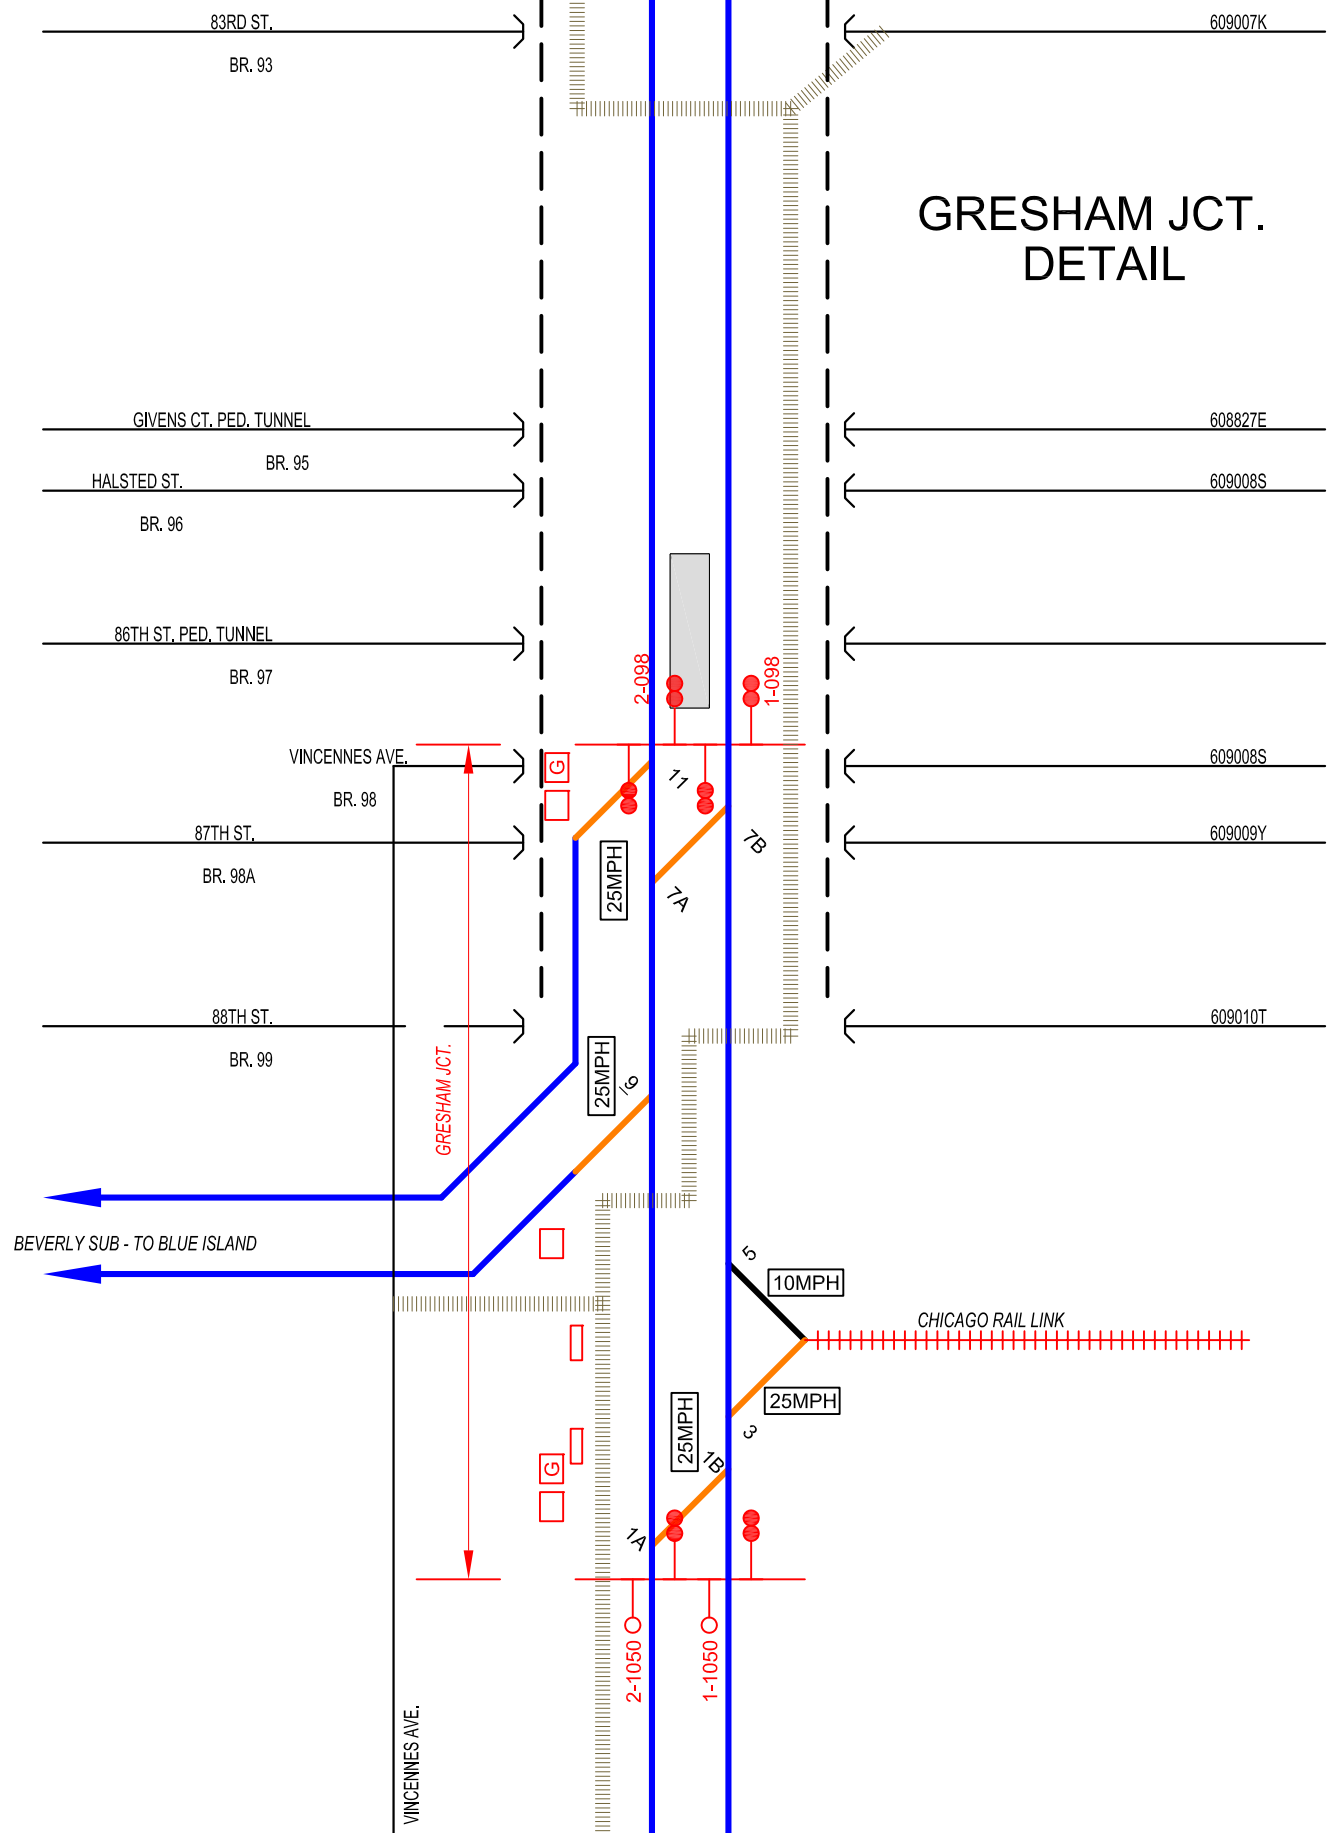 83RD ST.
609007K
BR. 93
GRESHAM JCT.
DETAIL
GIVENS CT. PED. TUNNEL
608827E
BR. 95
HALSTED ST.
609008S
BR. 96
86TH ST. PED. TUNNEL
BR. 97
2-098
1-098
VINCENNES AVE.
609008S
G
11
BR. 98
87TH ST.
609009Y
7B
BR. 98A
25MPH
7A
88TH ST.
609010T
BR. 99
GRESHAM JCT.
25MPH
19
BEVERLY SUB - TO BLUE ISLAND
5
10MPH
CHICAGO RAIL LINK
25MPH
25MPH
3
1B
G
1A
2-1050
1-1050
VINCENNES AVE.